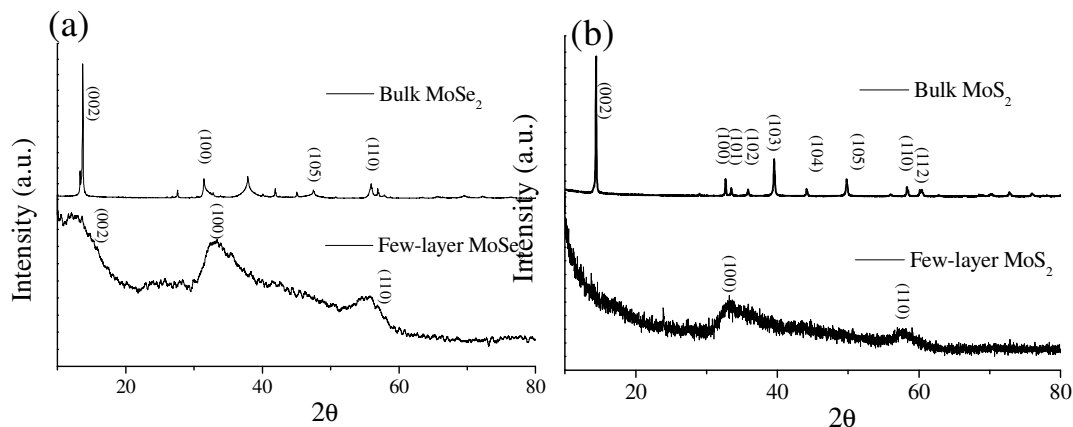 (a)
Bulk MoSe2
(002)
(100)
(105)
(110)
Few-layer MoSe
(002)
(100)
(110)
Intensity (a.u.)
20
40
60
80
2θ
(b)
Bulk MoS2
(002)
(100)
(101)
(102)
(103)
(104)
(105)
(110)
(112)
Few-layer MoS2
(100)
(110)
Intensity (a.u.)
20
40
60
80
2θ